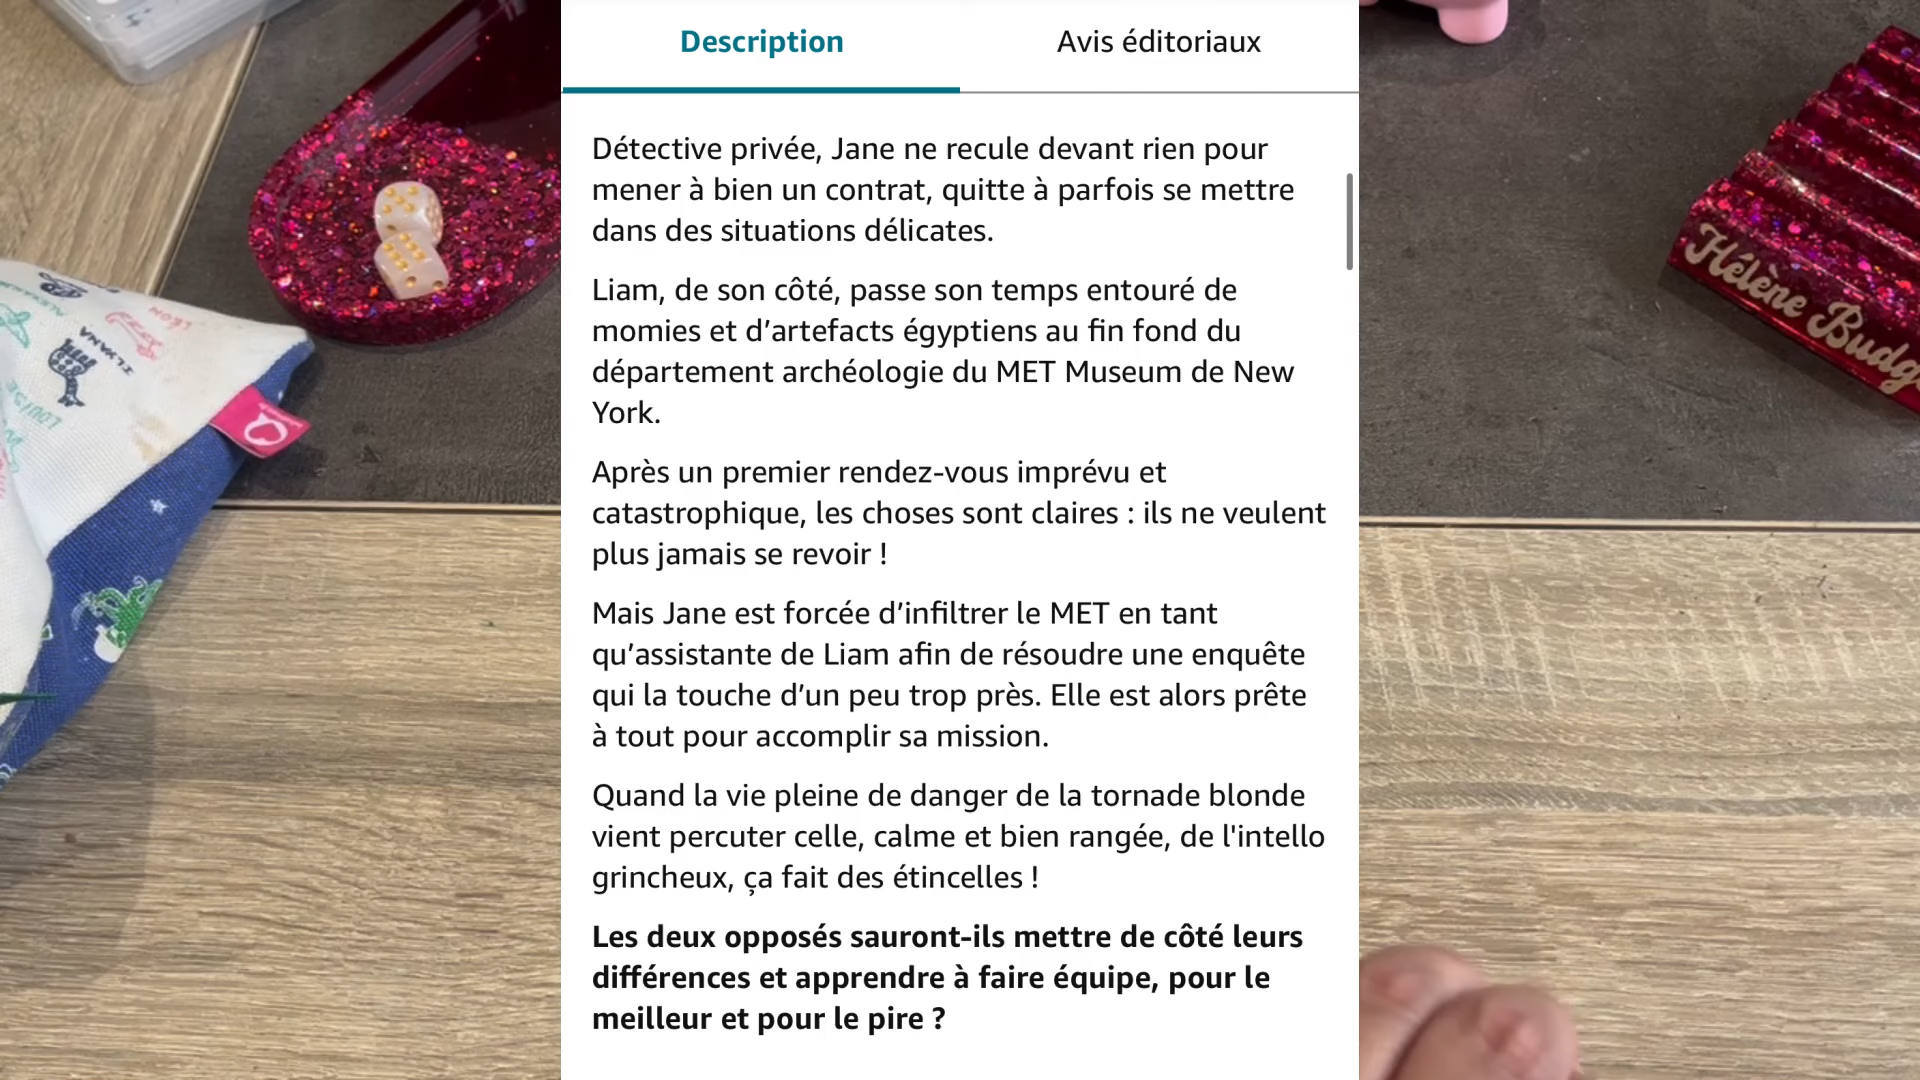 Description
Avis éditoriaux
Détective privée, Jane ne recule devant rien pour
mener à bien un contrat, quitte à parfois se mettre
dans des situations délicates.
Liam, de son côté, passe son temps entouré de
momies et d’artefacts égyptiens au fin fond du
département archéologie du MET Museum de New
York.
Après un premier rendez-vous imprévu et
catastrophique, les choses sont claires : ils ne veulent
plus jamais se revoir !
Mais Jane est forcée d’infiltrer le MET en tant
qu’assistante de Liam afin de résoudre une enquête
qui la touche d’un peu trop près. Elle est alors prête
à tout pour accomplir sa mission.
Quand la vie pleine de danger de la tornade blonde
vient percuter celle, calme et bien rangée, de l'intello
grincheux, ça fait des étincelles !
Les deux opposés sauront-ils mettre de côté leurs
différences et apprendre à faire équipe, pour le
meilleur et pour le pire ?
Hélène Budg
LÉON
ILYANA